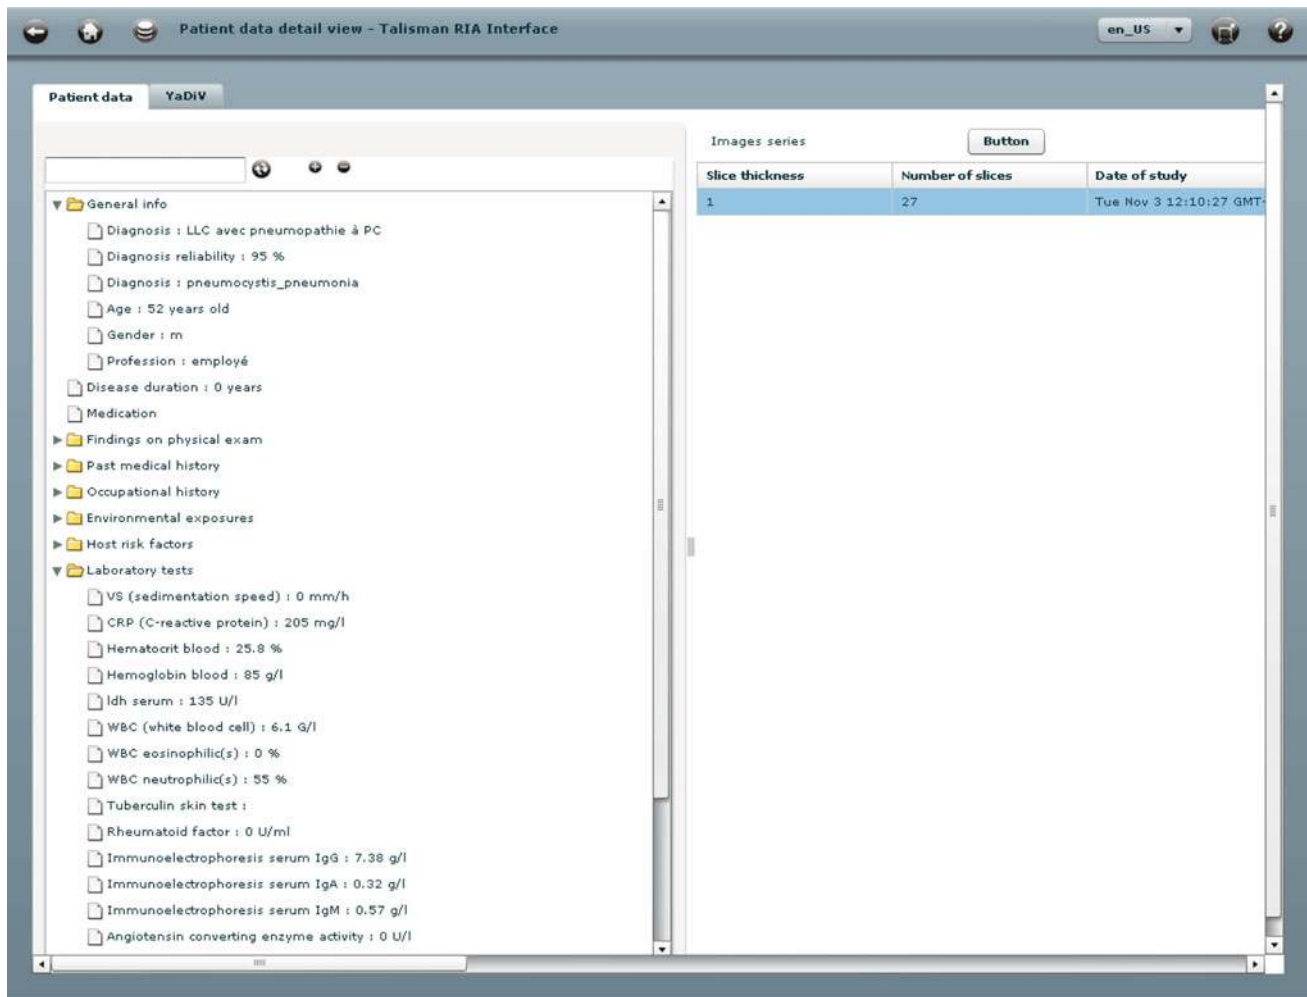 Patient data detail view - Talisman RIA Interface
en_US
Patient data
YaDiV
Images series
Button
Slice thickness
Number of slices
Date of study
1
27
Tue Nov 3 12:10:27 GMT-
General info
Diagnosis : LLC avec pneumopathie à PC
Diagnosis reliability : 95 %
Diagnosis : pneumocystis_pneumonia
Age : 52 years old
Gender : m
Profession : employé
Disease duration : 0 years
Medication
Findings on physical exam
Past medical history
Occupational history
Environmental exposures
Host risk factors
Laboratory tests
VS (sedimentation speed) : 0 mm/h
CRP (C-reactive protein) : 205 mg/l
Hematocrit blood : 25.8 %
Hemoglobin blood : 85 g/l
ldh serum : 135 U/l
WBC (white blood cell) : 6.1 G/l
WBC eosinophilic(s) : 0 %
WBC neutrophilic(s) : 55 %
Tuberculin skin test :
Rheumatoid factor : 0 U/ml
Immunoelectrophoresis serum IgG : 7.38 g/l
Immunoelectrophoresis serum IgA : 0.32 g/l
Immunoelectrophoresis serum IgM : 0.57 g/l
Angiotensin converting enzyme activity : 0 U/l